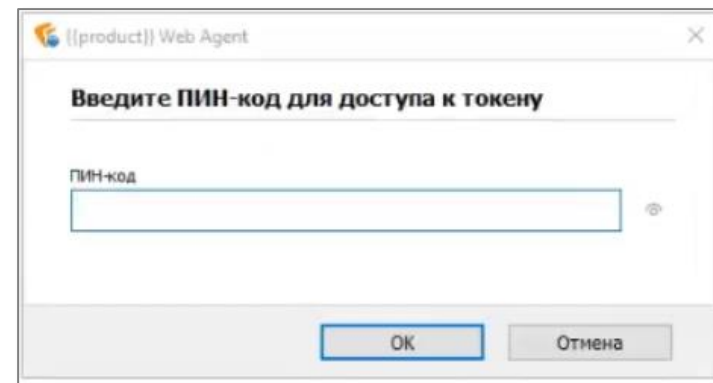 {{product}} Web Agent
Введите ПИН-код для доступа к токену
ПИН-код
OK
Отмена